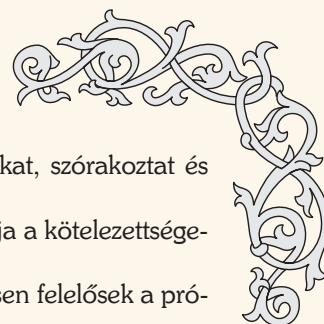 kat, szórakoztat és
ja a kötelezettsége-
sen felelősek a pró-